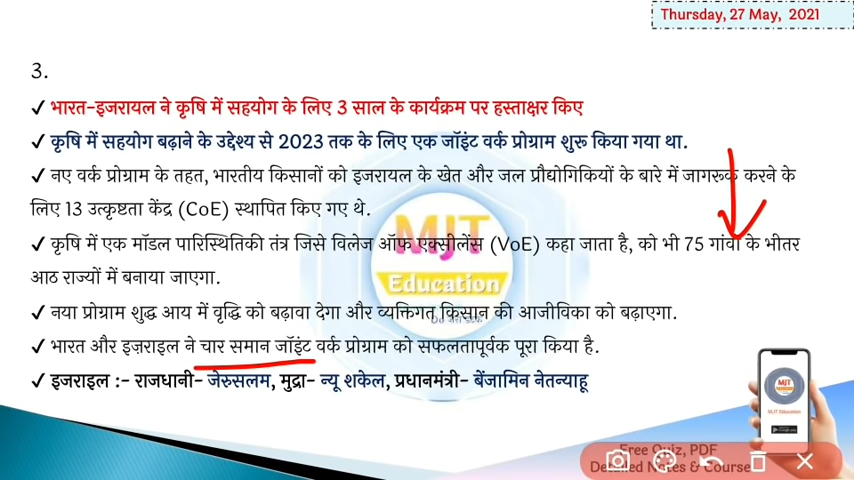 Thursday, 27 May, 2021
3.
✓ भारत-इजरायल ने कृषि में सहयोग के लिए 3 साल के कार्यक्रम पर हस्ताक्षर किए
✓ कृषि में सहयोग बढ़ाने के उद्देश्य से 2023 तक के लिए एक जॉइंट वर्क प्रोग्राम शुरू किया गया था.
✓ नए वर्क प्रोग्राम के तहत, भारतीय किसानों को इजरायल के खेत और जल प्रौद्योगिकियों के बारे में जागरूक करने के
लिए 13 उत्कृष्टता केंद्र (CoE) स्थापित किए गए थे.
✓ कृषि में एक मॉडल पारिस्थितिकी तंत्र जिसे विलेज ऑफ एक्सीलेंस (VoE) कहा जाता है, को भी 75 गांवों के भीतर
आठ राज्यों में बनाया जाएगा.
✓ नया प्रोग्राम शुद्ध आय में वृद्धि को बढ़ावा देगा और व्यक्तिगत किसान की आजीविका को बढ़ाएगा.
✓ भारत और इज़राइल ने चार समान जॉइंट वर्क प्रोग्राम को सफलतापूर्वक पूरा किया है.
✓ इजराइल :- राजधानी- जेरुसलम, मुद्रा- न्यू शकेल, प्रधानमंत्री- बेंजामिन नेतन्याहू
MJT
Education
MJT
MJT Education
Free Quiz, PDF
Detailed Notes & Course